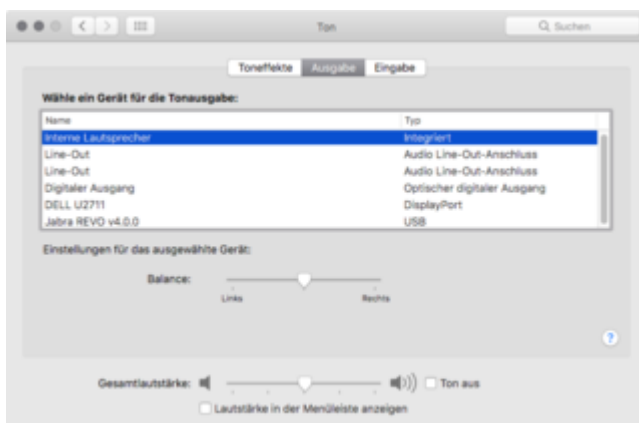 Ton
Suchen
Toneffekte Ausgabe Eingabe
Wähle ein Gerät für die Tonausgabe:
Name Typ
Interne Lautsprecher Integriert
Line-Out Audio Line-Out-Anschluss
Line-Out Audio Line-Out-Anschluss
Digitaler Ausgang Optischer digitaler Ausgang
DELL U2711 DisplayPort
Jabra REVO v4.0.0 USB
Einstellungen für das ausgewählte Gerät:
Balance:
Links Rechts
?
Gesamtlautstärke: Ton aus
Lautstärke in der Menüleiste anzeigen